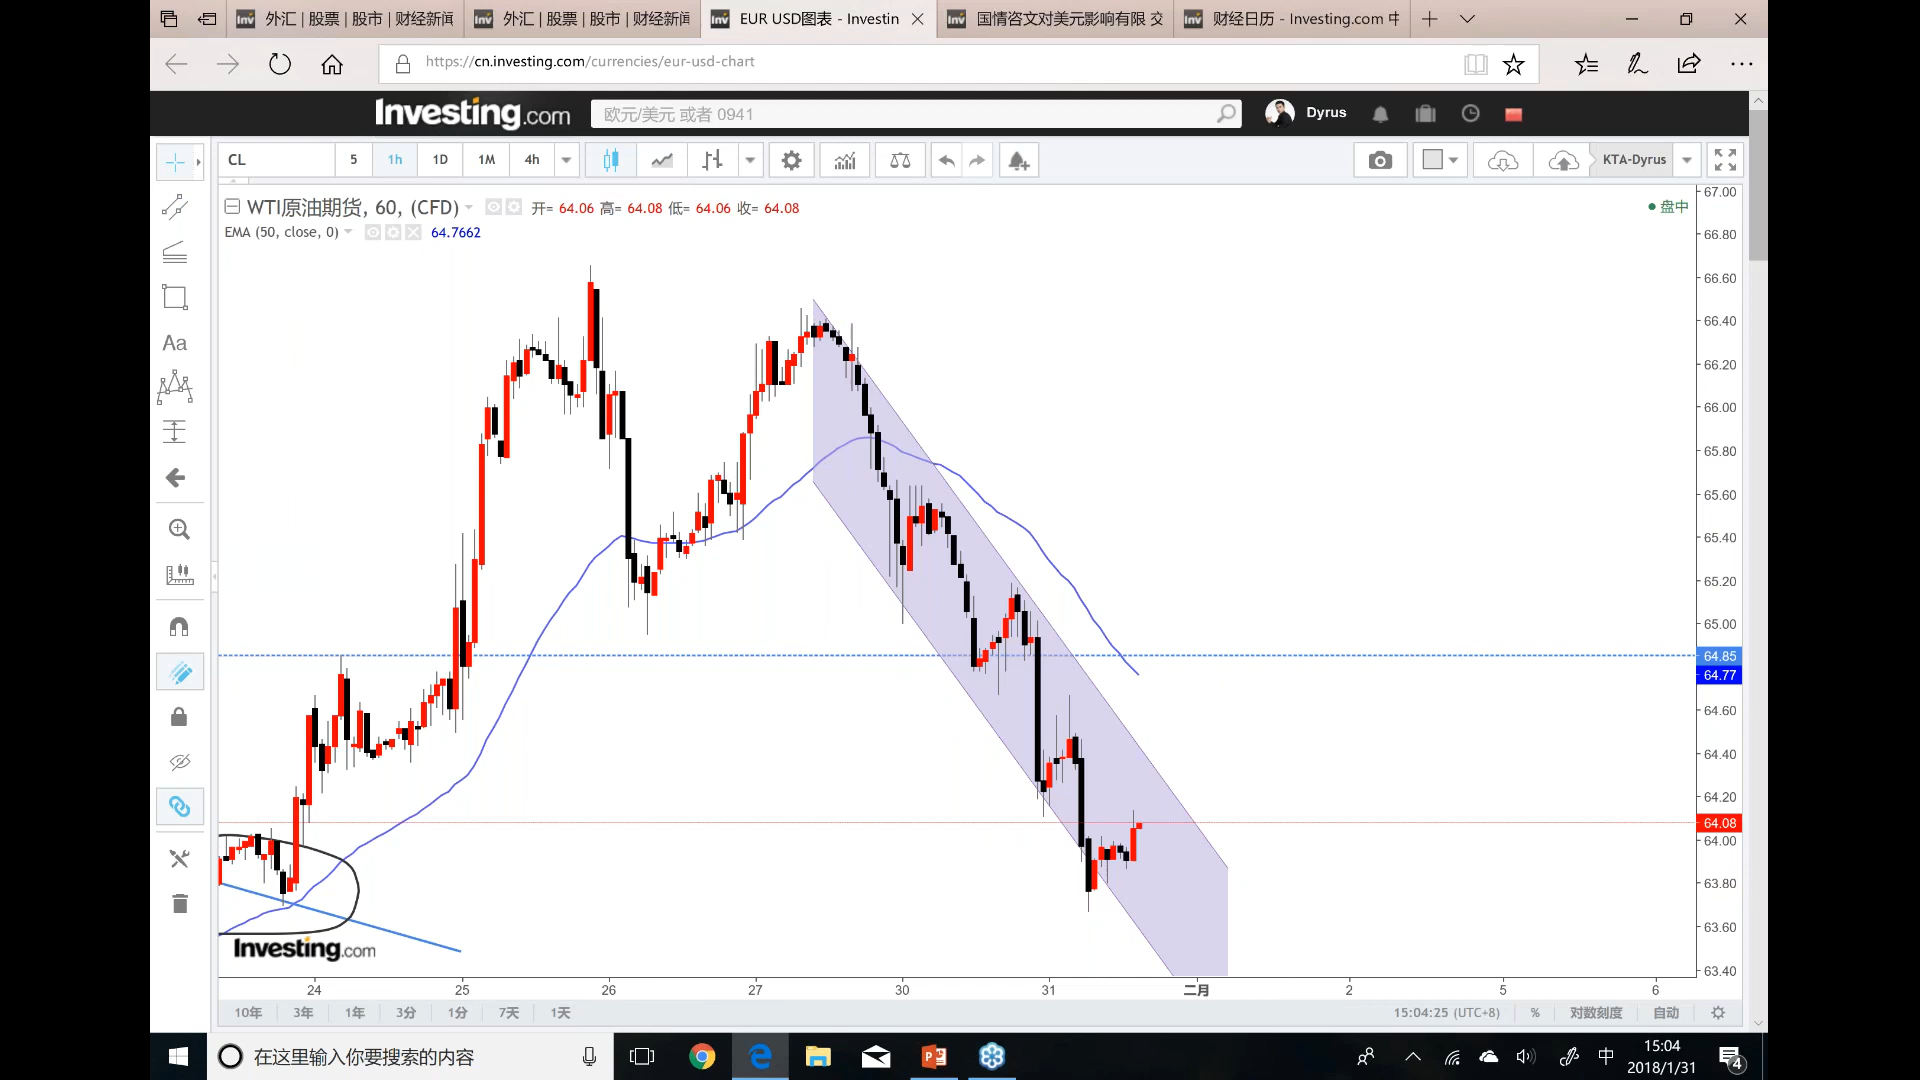 外汇 | 股票 | 股市 | 财经新闻
外汇 | 股票 | 股市 | 财经新闻
EUR USD图表 - Investin
国情咨文对美元影响有限 交
财经日历 - Investing.com 中
https://cn.investing.com/currencies/eur-usd-chart
Investing.com
欧元/美元 或者 0941
Dyrus
CL 5 1h 1D 1M 4h
Aa
KTA-Dyrus
WTI原油期货, 60, (CFD) 开= 64.06 高= 64.08 低= 64.06 收= 64.08
盘中
EMA (50, close, 0) 64.7662
67.00
66.80
66.60
66.40
66.20
66.00
65.80
65.60
65.40
65.20
65.00
64.85
64.77
64.60
64.40
64.20
64.08
64.00
63.80
63.60
63.40
Investing.com
24 25 26 27 30 31 二月 2 5 6
10年 3年 1年 3分 1分 7天 1天
15:04:25 (UTC+8) % 对数刻度 自动
在这里输入你要搜索的内容
中
15:04
2018/1/31
4